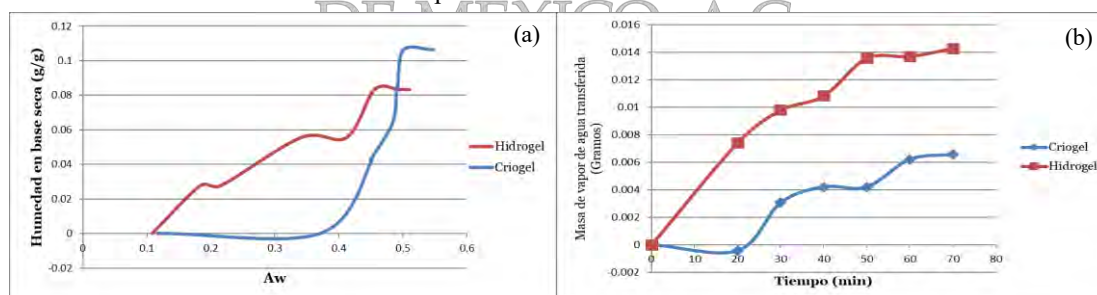 DE MEXICO, A.C.
(a)
Humedad en base seca (g/g)
0.12
0.1
0.08
0.06
0.04
0.02
0
-0.02
0
0.1
0.2
0.3
0.4
0.5
0.6
Aw
Hidrogel
Criogel
(b)
Masa de vapor de agua transferida
(Gramos)
0.016
0.014
0.012
0.01
0.008
0.006
0.004
0.002
0
-0.002
0
10
20
30
40
50
60
70
80
Tiempo (min)
Criogel
Hidrogel